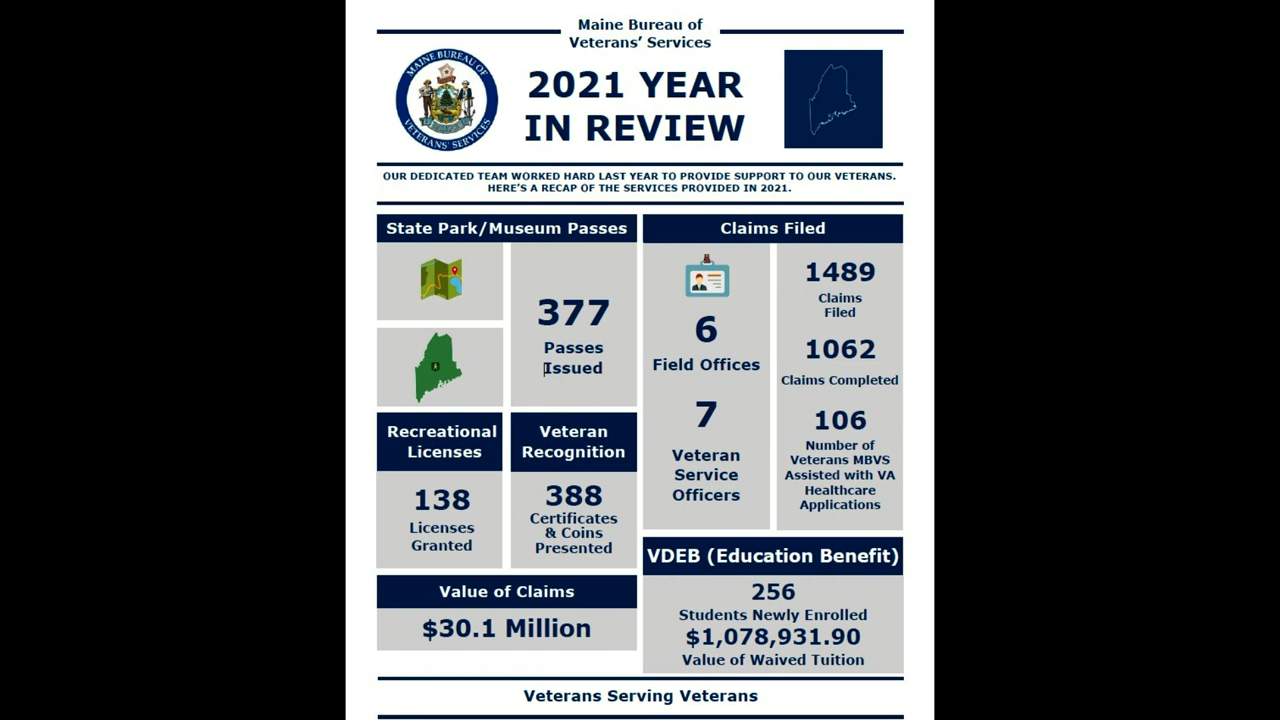 Maine Bureau of
Veterans' Services
MAINE BUREAU OF
VETERANS' SERVICES
2021 YEAR
IN REVIEW
OUR DEDICATED TEAM WORKED HARD LAST YEAR TO PROVIDE SUPPORT TO OUR VETERANS.
HERE'S A RECAP OF THE SERVICES PROVIDED IN 2021.
State Park/Museum Passes
377
Passes
Issued
Recreational
Licenses
138
Licenses
Granted
Veteran
Recognition
388
Certificates
& Coins
Presented
Value of Claims
$30.1 Million
Claims Filed
6
Field Offices
7
Veteran
Service
Officers
1489
Claims
Filed
1062
Claims Completed
106
Number of
Veterans MBVS
Assisted with VA
Healthcare
Applications
VDEB (Education Benefit)
256
Students Newly Enrolled
$1,078,931.90
Value of Waived Tuition
Veterans Serving Veterans